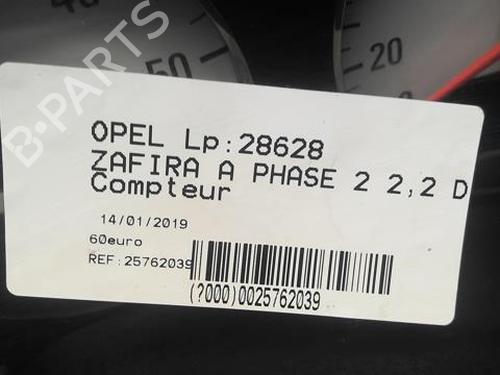 40
50
20
B-PARTS
OPEL Lp:28628
ZAFIRA A PHASE 2 2,2 D
Compteur
14/01/2019
60euro
REF:25762039
(?000)0025762039